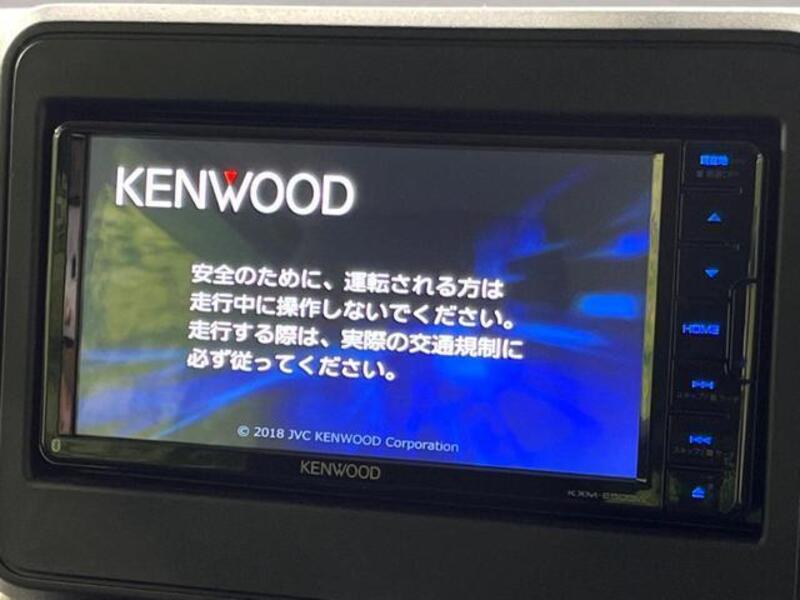 KENWOOD
安全のために、運転される方は
走行中に操作しないでください。
走行する際は、実際の交通規制に
必ず従ってください。
© 2018 JVC KENWOOD Corporation
KENWOOD
現在地
HOME